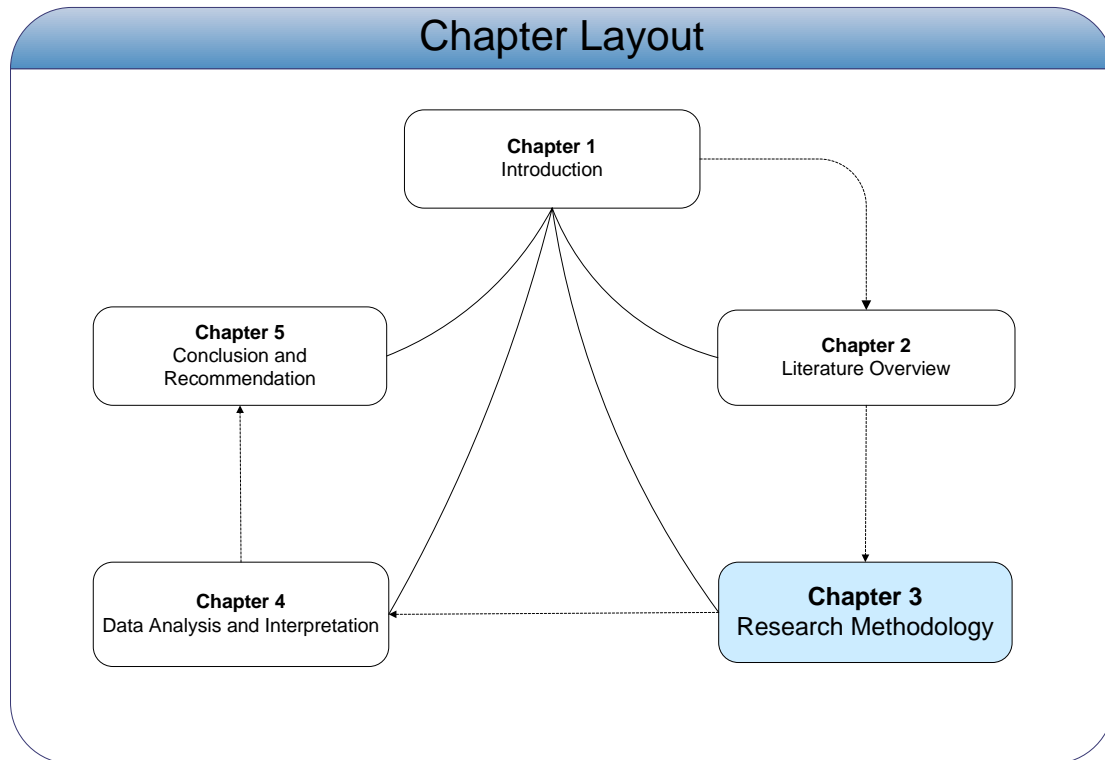 Chapter Layout
Chapter 1
Introduction
Chapter 5
Conclusion and
Recommendation
Chapter 2
Literature Overview
Chapter 4
Data Analysis and Interpretation
Chapter 3
Research Methodology